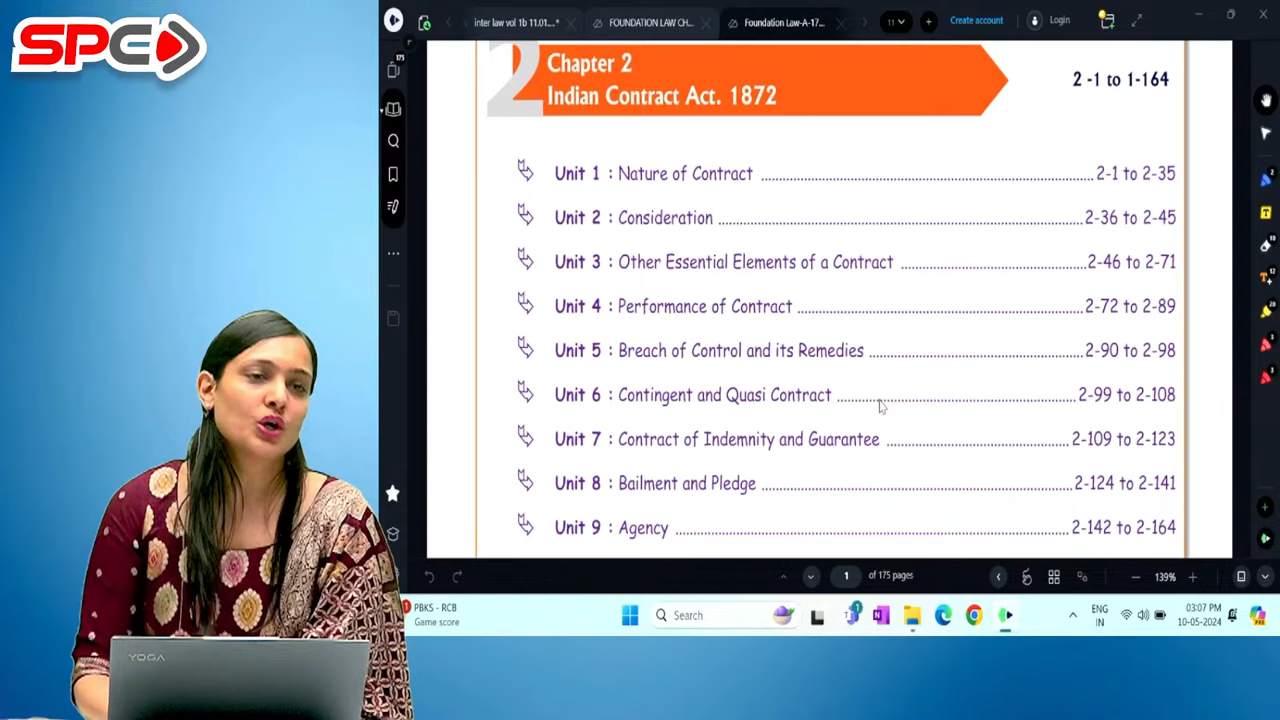 SPC
inter law vol 1b 11.01....*
FOUNDATION LAW CH...
Foundation Law-A-17...
11
Create account
Login
175
2
Chapter 2
Indian Contract Act. 1872
2 -1 to 1-164
Unit 1 : Nature of Contract 2-1 to 2-35
Unit 2 : Consideration 2-36 to 2-45
Unit 3 : Other Essential Elements of a Contract 2-46 to 2-71
Unit 4 : Performance of Contract 2-72 to 2-89
Unit 5 : Breach of Control and its Remedies 2-90 to 2-98
Unit 6 : Contingent and Quasi Contract 2-99 to 2-108
Unit 7 : Contract of Indemnity and Guarantee 2-109 to 2-123
Unit 8 : Bailment and Pledge 2-124 to 2-141
Unit 9 : Agency 2-142 to 2-164
1 of 175 pages
139%
PBKS - RCB
Game score
Search
ENG
IN
03:07 PM
10-05-2024
YOGA